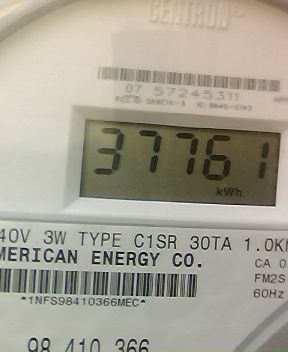 CENTRON®
07 57245311
37761
kWh
40V 3W TYPE C1SR 30TA 1.0K
MERICAN ENERGY CO.
CA 0
FM2S
60Hz
*1NFS98410366MEC*
98 410 366